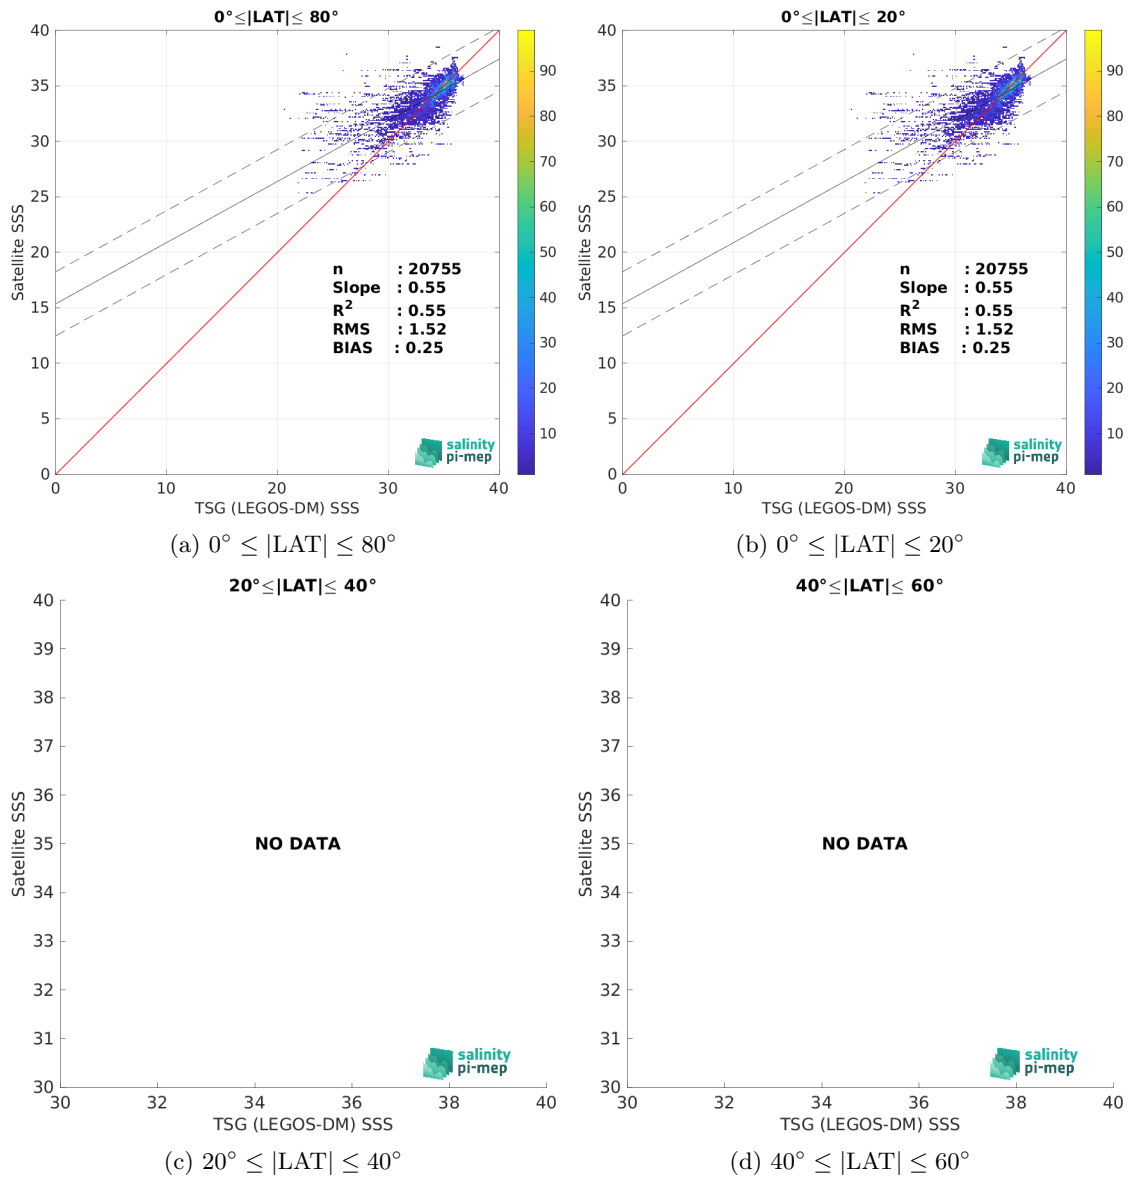 0°≤|LAT|≤ 80°
Satellite SSS
40
35
30
25
20
15
10
5
0
0
10
20
30
40
TSG (LEGOS-DM) SSS
n : 20755
Slope : 0.55
R² : 0.55
RMS : 1.52
BIAS : 0.25
salinity
pi-mep
90
80
70
60
50
40
30
20
10
(a) 0° ≤ |LAT| ≤ 80°
0°≤|LAT|≤ 20°
Satellite SSS
40
35
30
25
20
15
10
5
0
0
10
20
30
40
TSG (LEGOS-DM) SSS
n : 20755
Slope : 0.55
R² : 0.55
RMS : 1.52
BIAS : 0.25
salinity
pi-mep
90
80
70
60
50
40
30
20
10
(b) 0° ≤ |LAT| ≤ 20°
20°≤|LAT|≤ 40°
Satellite SSS
40
39
38
37
36
35
34
33
32
31
30
NO DATA
salinity
pi-mep
30
32
34
36
38
40
TSG (LEGOS-DM) SSS
(c) 20° ≤ |LAT| ≤ 40°
40°≤|LAT|≤ 60°
Satellite SSS
40
39
38
37
36
35
34
33
32
31
30
NO DATA
salinity
pi-mep
30
32
34
36
38
40
TSG (LEGOS-DM) SSS
(d) 40° ≤ |LAT| ≤ 60°